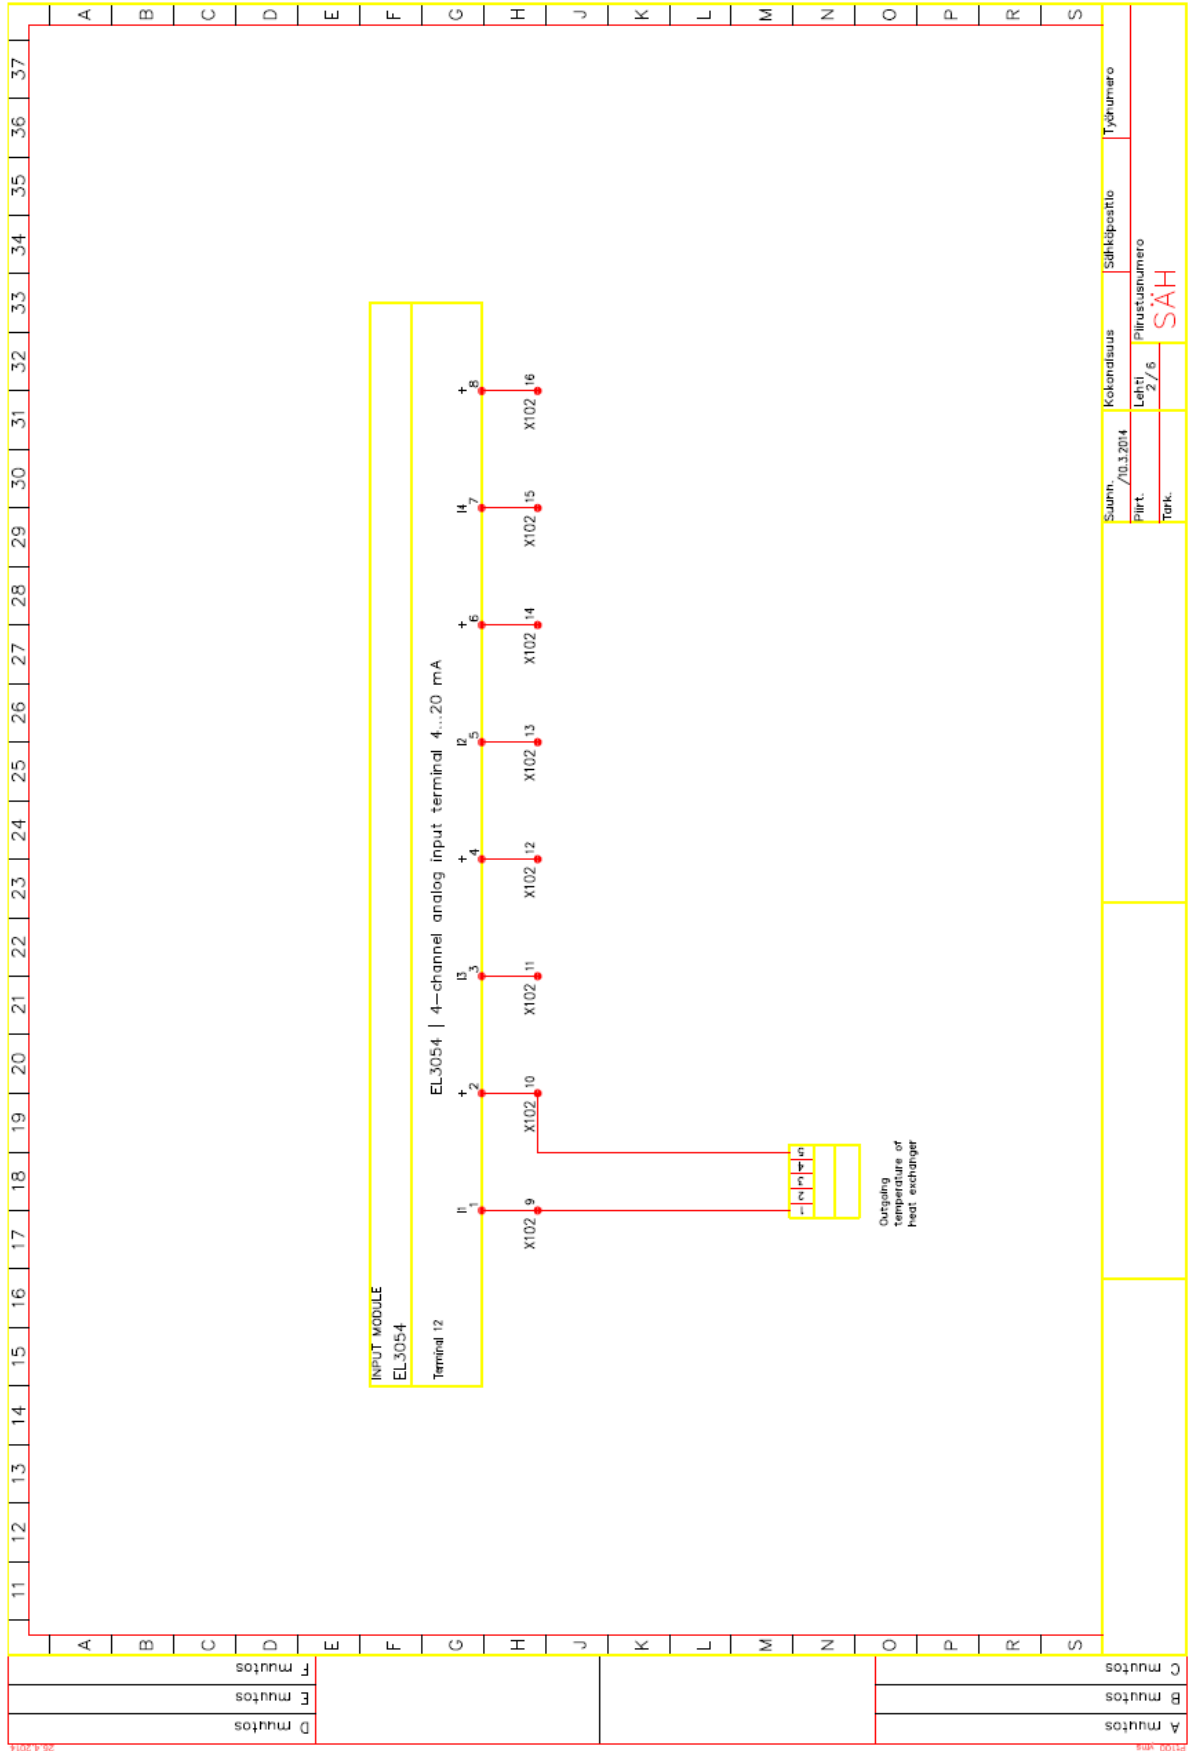 11 12 13 14 15 16 17 18 19 20 21 22 23 24 25 26 27 28 29 30 31 32 33 34 35 36 37
A A
B B
C C
D D
E E
F F
G G
H H
J J
K K
L L
M M
N N
O O
P P
R R
S S
INPUT MODULE
EL3054
Terminal 12
EL3054 | 4-channel analog input terminal 4...20 mA
I1 + I3 + I2 + I4 +
1 2 3 4 5 6 7 8
X102 9 X102 10 X102 11 X102 12 X102 13 X102 14 X102 15 X102 16
1 2 3 4 5
Outgoing
temperature of
heat exchanger
Suunn. Kokonaisuus Sähköpositio Työnumero
/10.3.2014
Piirt. Lehti Piirustusnumero
2/6 SÄH
Tark.
A muutos
B muutos
C muutos
D muutos
E muutos
F muutos
PT100 vms